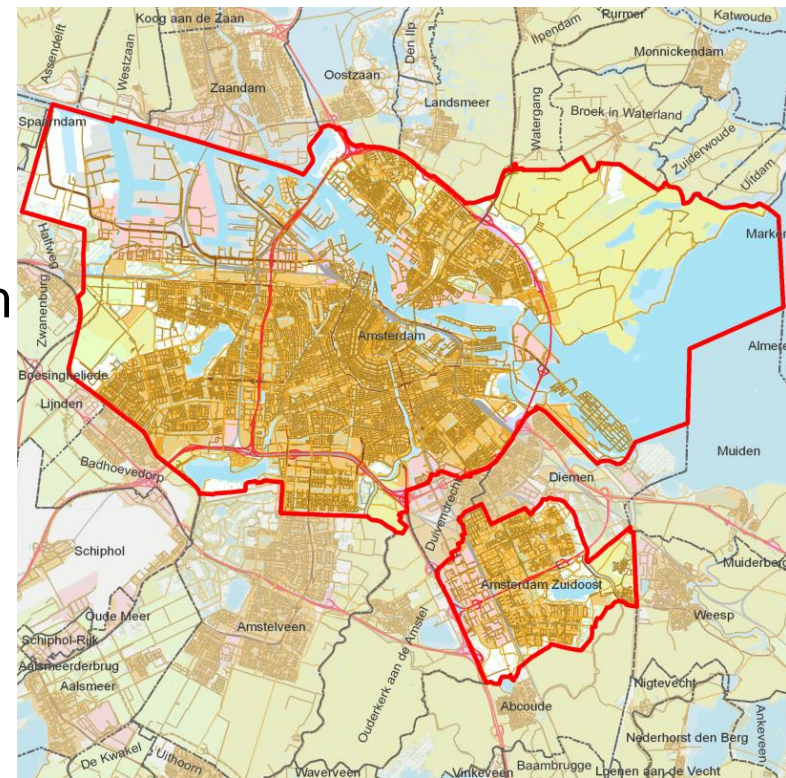 Koog aan de Zaan
Assendelft
Westzaan
Zaandam
Oostzaan
Den Ilp
Landsmeer
Ilpendam
Purmer
Katwoude
Monnickendam
Watergang
Broek in Waterland
Zuiderwoude
Uitdam
Spaarndam
Halfweg
Zwanenburg
n
Marken
Amsterdam
Almere
Boesingheliede
Lijnden
Badhoevedorp
Muiden
Diemen
Duivendrecht
Schiphol
Amsterdam Zuidoost
Muiderberg
Weesp
Oude Meer
Amstelveen
Schiphol-Rijk
Aalsmeerderbrug
Aalsmeer
Ouderkerk aan de Amstel
Abcoude
Nigtevecht
Nederhorst den Berg
Ankeveen
De Kwakel
Uithoorn
Waverveen
Vinkeveen
Baambrugge
Loenen aan de Vecht